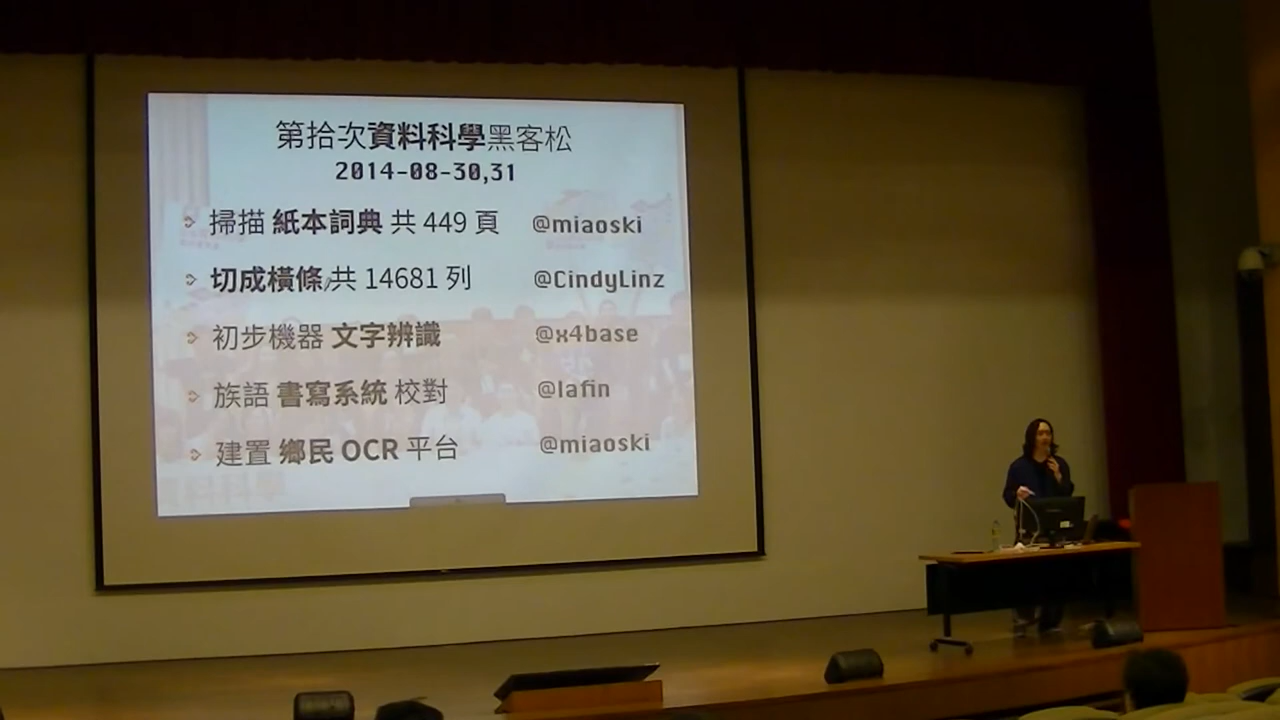 第拾次資料科學黑客松
2014-08-30,31
掃描 紙本詞典 共 449 頁 @miaoski
切成橫條,共 14681 列 @CindyLinz
初步機器 文字辨識 @x4base
族語 書寫系統 校對 @lafin
建置 鄉民 OCR 平台 @miaoski